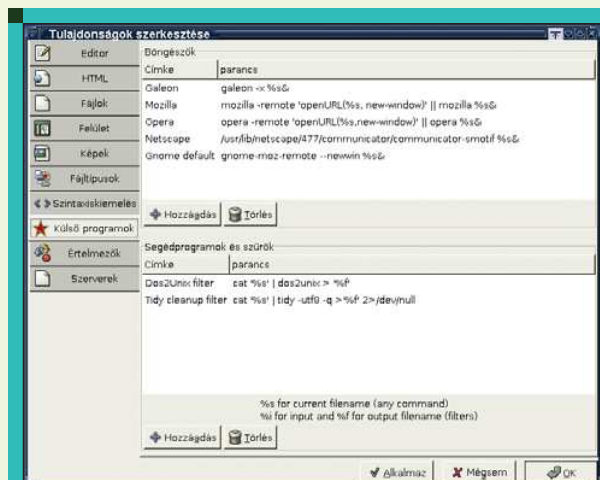 Tulajdonságok szerkesztése
Editor
HTML
Fájlok
Felület
Képek
Fájltípusok
Szintaxiskiemelés
Külső programok
Értelmezők
Szerverek
Böngészők
Címke parancs
Galeon galeon -x %s&
Mozilla mozilla -remote 'openURL(%s, new-window)' || mozilla %s&
Opera opera -remote 'openURL(%s,new-window)' || opera %s&
Netscape /usr/lib/netscape/477/communicator/communicator-smotif %s&
Gnome default gnome-moz-remote --newwin %s&
Hozzágdás Törlés
Segédprogramok és szűrők
Címke parancs
Dos2Unix filter cat '%s' | dos2unix > '%f'
Tidy cleanup filter cat '%s' | tidy -utf8 -q >'%f' 2>/dev/null
%s for current filename (any command)
%i for input and %f for output filename (filters)
Hozzágdás Törlés
Alkalmaz Mégsem OK